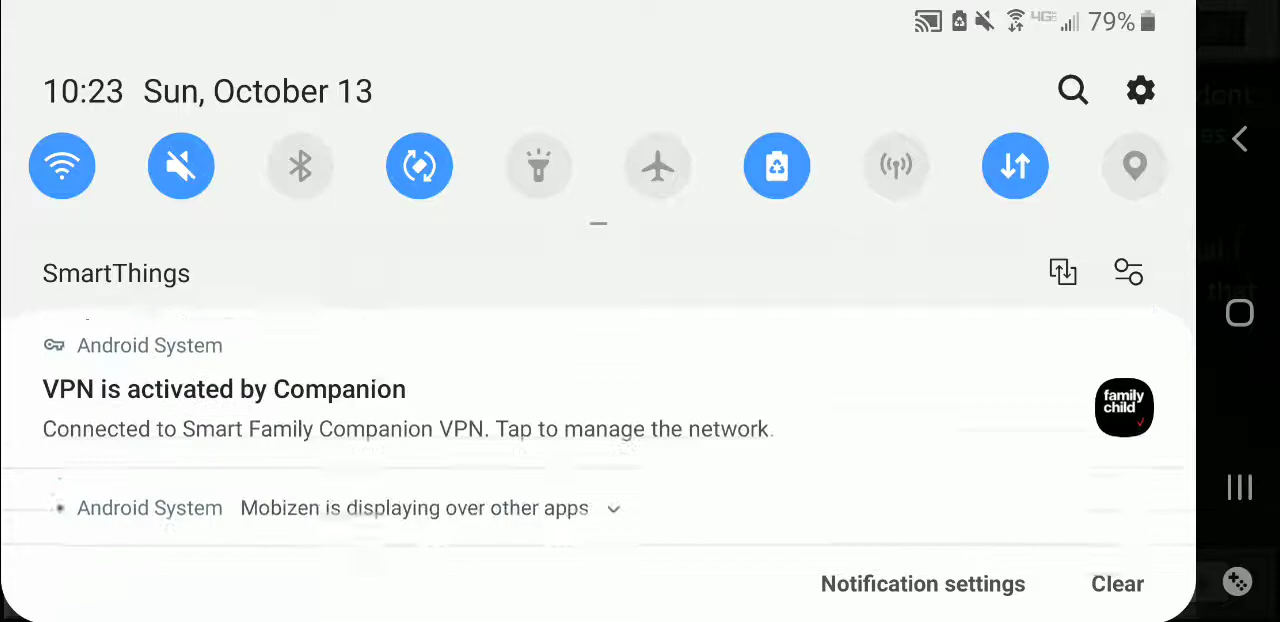 4GE 79%
10:23 Sun, October 13
SmartThings
Android System
VPN is activated by Companion
Connected to Smart Family Companion VPN. Tap to manage the network.
family
child
Android System Mobizen is displaying over other apps
Notification settings Clear